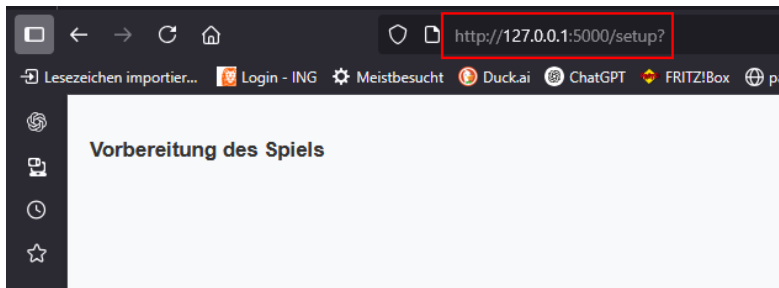 http://127.0.0.1:5000/setup?
Lesezeichen importier... Login - ING Meistbesucht Duck.ai ChatGPT FRITZ!Box
Vorbereitung des Spiels